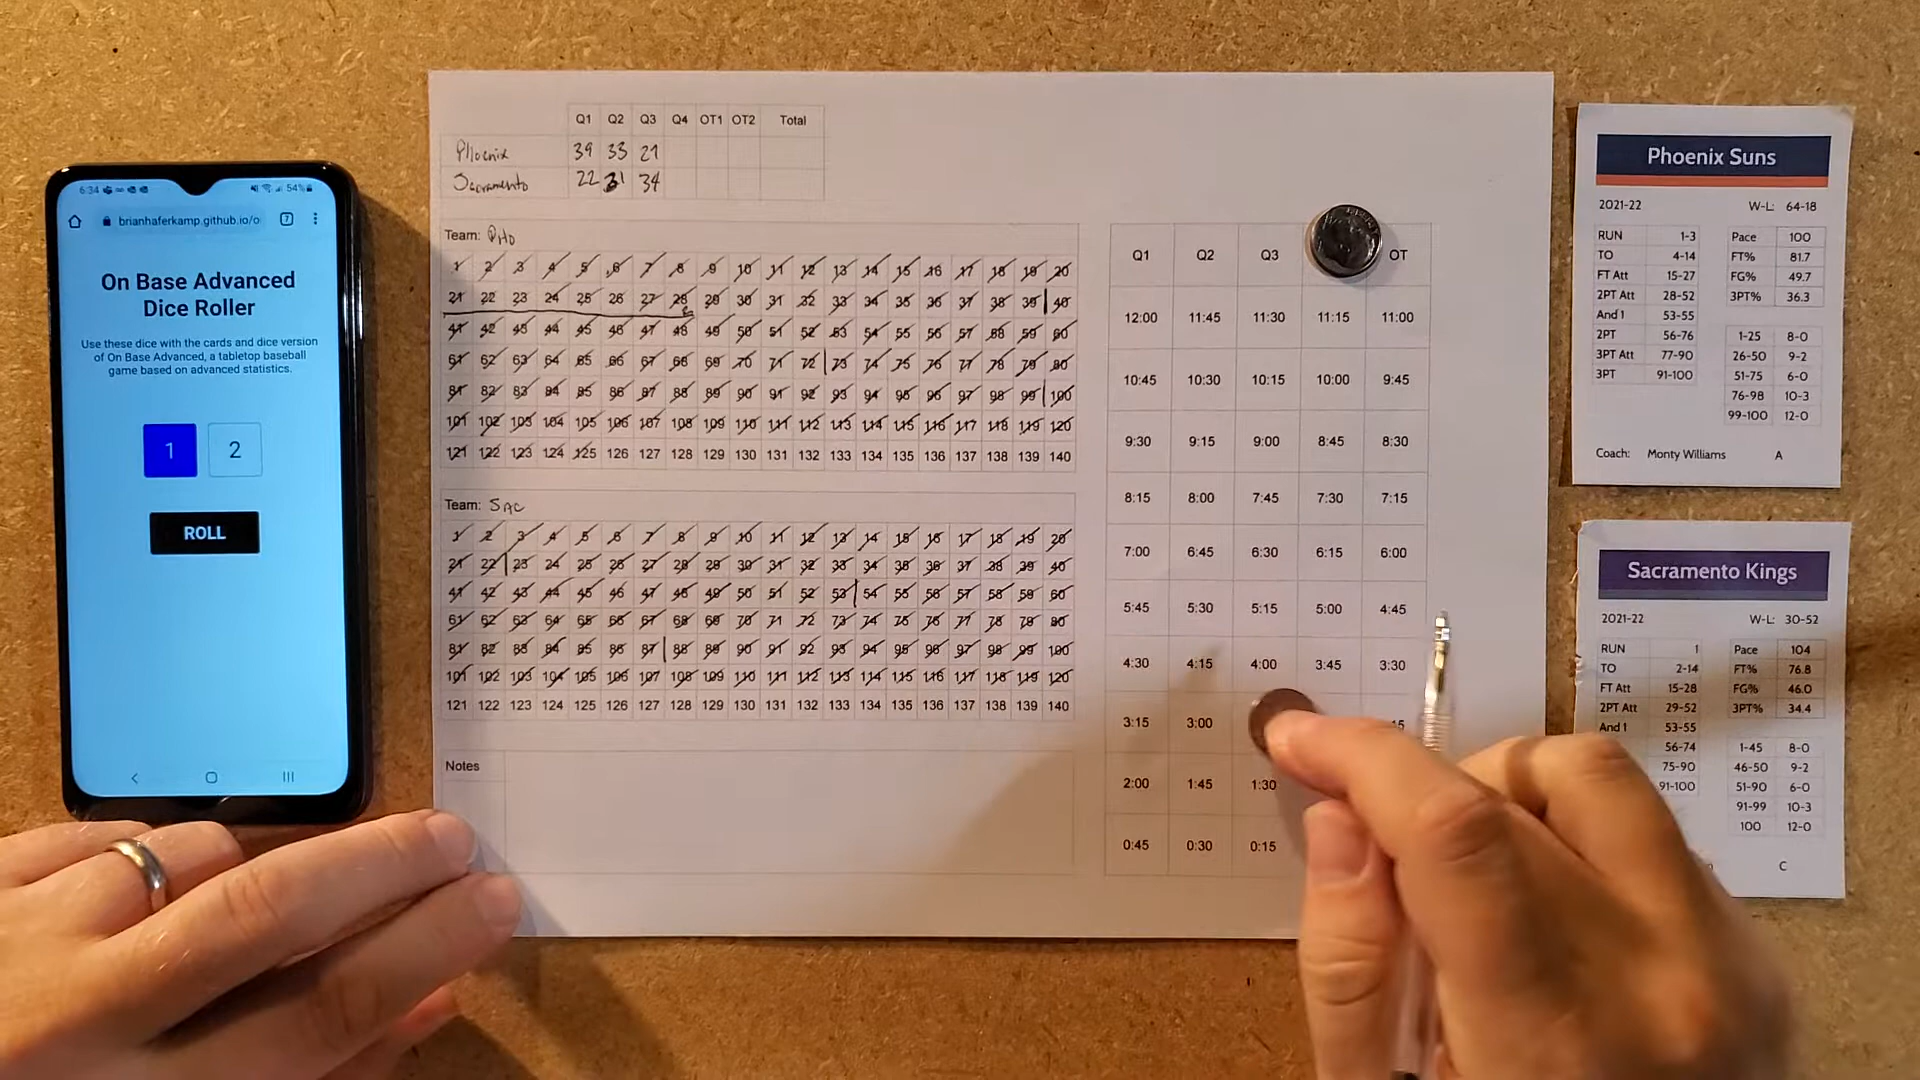 6:34 54%
brianhaferkamp.github.io/o 7
On Base Advanced
Dice Roller
Use these dice with the cards and dice version
of On Base Advanced, a tabletop baseball
game based on advanced statistics.
1 2
ROLL
Q1 Q2 Q3 Q4 OT1 OT2 Total
Phoenix 39 33 27
Sacramento 22 31 34
Team: PHO
1 2 3 4 5 6 7 8 9 10 11 12 13 14 15 16 17 18 19 20
21 22 23 24 25 26 27 28 29 30 31 32 33 34 35 36 37 38 39 40
41 42 43 44 45 46 47 48 49 50 51 52 53 54 55 56 57 58 59 60
61 62 63 64 65 66 67 68 69 70 71 72 73 74 75 76 77 78 79 80
81 82 83 84 85 86 87 88 89 90 91 92 93 94 95 96 97 98 99 100
101 102 103 104 105 106 107 108 109 110 111 112 113 114 115 116 117 118 119 120
121 122 123 124 125 126 127 128 129 130 131 132 133 134 135 136 137 138 139 140
Team: SAC
1 2 3 4 5 6 7 8 9 10 11 12 13 14 15 16 17 18 19 20
21 22 23 24 25 26 27 28 29 30 31 32 33 34 35 36 37 38 39 40
41 42 43 44 45 46 47 48 49 50 51 52 53 54 55 56 57 58 59 60
61 62 63 64 65 66 67 68 69 70 71 72 73 74 75 76 77 78 79 80
81 82 83 84 85 86 87 88 89 90 91 92 93 94 95 96 97 98 99 100
101 102 103 104 105 106 107 108 109 110 111 112 113 114 115 116 117 118 119 120
121 122 123 124 125 126 127 128 129 130 131 132 133 134 135 136 137 138 139 140
Notes
Q1 Q2 Q3 OT
12:00 11:45 11:30 11:15 11:00
10:45 10:30 10:15 10:00 9:45
9:30 9:15 9:00 8:45 8:30
8:15 8:00 7:45 7:30 7:15
7:00 6:45 6:30 6:15 6:00
5:45 5:30 5:15 5:00 4:45
4:30 4:15 4:00 3:45 3:30
3:15 3:00 15
2:00 1:45 1:30
0:45 0:30 0:15
Phoenix Suns
2021-22 W-L: 64-18
RUN 1-3 Pace 100
TO 4-14 FT% 81.7
FT Att 15-27 FG% 49.7
2PT Att 28-52 3PT% 36.3
And 1 53-55
2PT 56-76 1-25 8-0
3PT Att 77-90 26-50 9-2
3PT 91-100 51-75 6-0
76-98 10-3
99-100 12-0
Coach: Monty Williams A
Sacramento Kings
2021-22 W-L: 30-52
RUN 1 Pace 104
TO 2-14 FT% 76.8
FT Att 15-28 FG% 46.0
2PT Att 29-52 3PT% 34.4
And 1 53-55
56-74 1-45 8-0
75-90 46-50 9-2
91-100 51-90 6-0
91-99 10-3
100 12-0
C